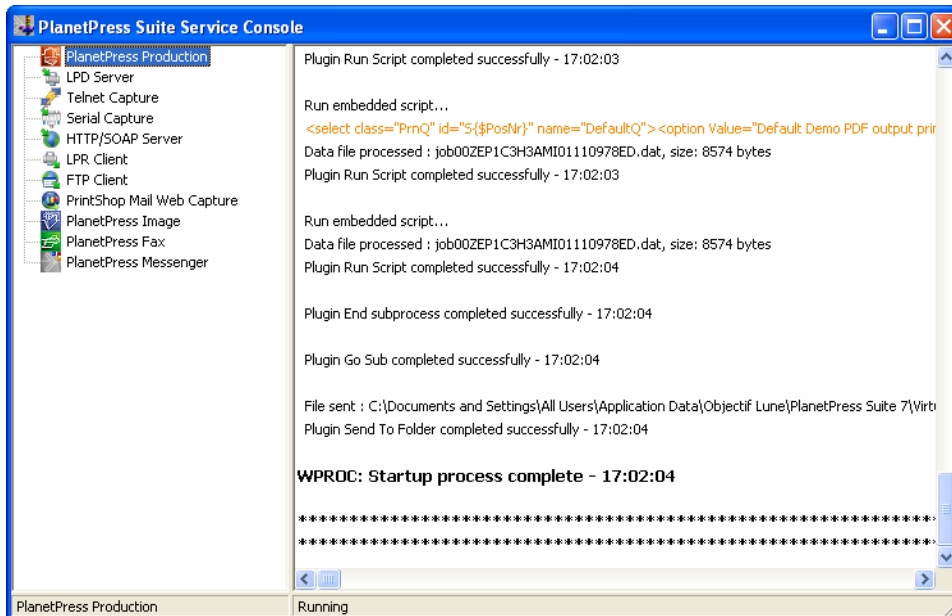 PlanetPress Suite Service Console
PlanetPress Production
LPD Server
Telnet Capture
Serial Capture
HTTP/SOAP Server
LPR Client
FTP Client
PrintShop Mail Web Capture
PlanetPress Image
PlanetPress Fax
PlanetPress Messenger
Plugin Run Script completed successfully - 17:02:03
Run embedded script...
<select class="PrnQ" id="S{$PosNr}" name="DefaultQ"><option Value="Default Demo PDF output prin
Data file processed : job00ZEP1C3H3AMI01110978ED.dat, size: 8574 bytes
Plugin Run Script completed successfully - 17:02:03
Run embedded script...
Data file processed : job00ZEP1C3H3AMI01110978ED.dat, size: 8574 bytes
Plugin Run Script completed successfully - 17:02:04
Plugin End subprocess completed successfully - 17:02:04
Plugin Go Sub completed successfully - 17:02:04
File sent : C:\Documents and Settings\All Users\Application Data\Objectif Lune\PlanetPress Suite 7\Virtu
Plugin Send To Folder completed successfully - 17:02:04
WPROC: Startup process complete - 17:02:04
**************************************************************
**************************************************************
PlanetPress Production
Running